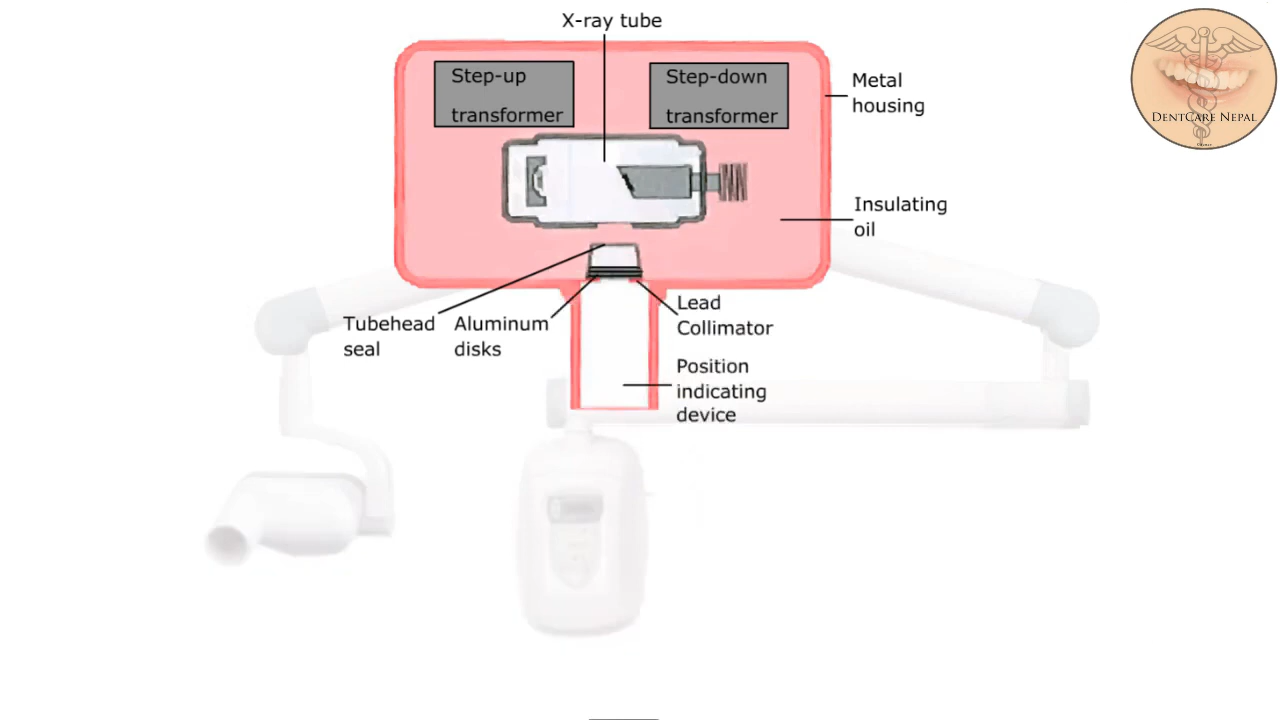 X-ray tube
Step-up
transformer
Step-down
transformer
Metal
housing
DENTCARE NEPAL
Insulating
oil
Tubehead
seal
Aluminum
disks
Lead
Collimator
Position
indicating
device